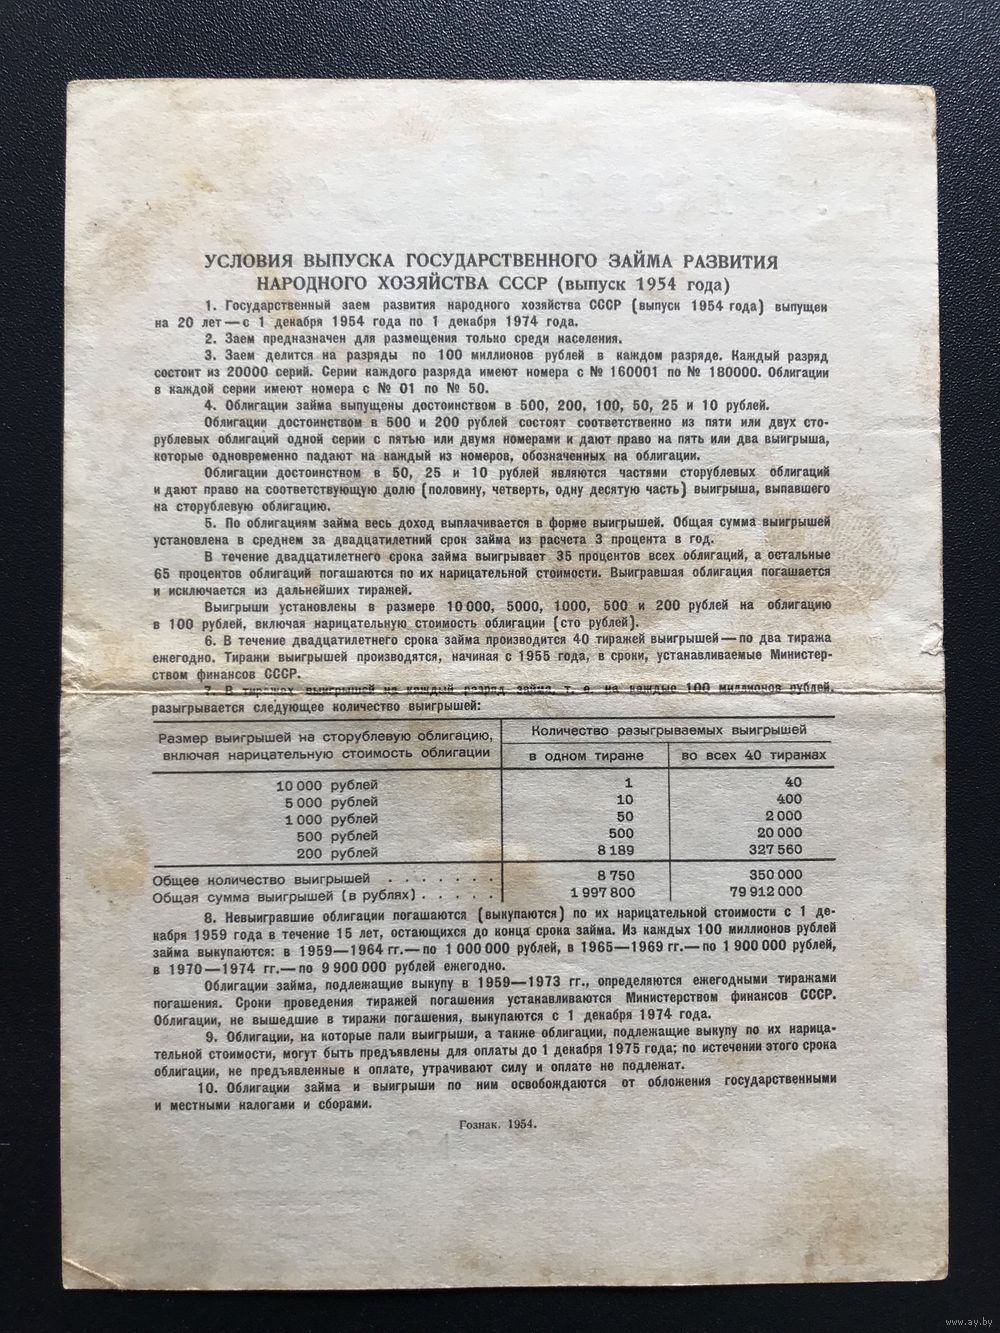 УСЛОВИЯ ВЫПУСКА ГОСУДАРСТВЕННОГО ЗАЙМА РАЗВИТИЯ
НАРОДНОГО ХОЗЯЙСТВА СССР (выпуск 1954 года)
1. Государственный заем развития народного хозяйства СССР (выпуск 1954 года) выпущен
на 20 лет—с 1 декабря 1954 года по 1 декабря 1974 года.
2. Заем предназначен для размещения только среди населения.
3. Заем делится на разряды по 100 миллионов рублей в каждом разряде. Каждый разряд
состоит из 20000 серий. Серии каждого разряда имеют номера с № 160001 по № 180000. Облигации
в каждой серии имеют номера с № 01 по № 50.
4. Облигации займа выпущены достоинством в 500, 200, 100, 50, 25 и 10 рублей.
Облигации достоинством в 500 и 200 рублей состоят соответственно из пяти или двух сто-
рублевых облигаций одной серии с пятью или двумя номерами и дают право на пять или два выигрыша,
которые одновременно падают на каждый из номеров, обозначенных на облигации.
Облигации достоинством в 50, 25 и 10 рублей являются частями сторублевых облигаций
и дают право на соответствующую долю (половину, четверть, одну десятую часть) выигрыша, выпавшего
на сторублевую облигацию.
5. По облигациям займа весь доход выплачивается в форме выигрышей. Общая сумма выигрышей
установлена в среднем за двадцатилетний срок займа из расчета 3 процента в год.
В течение двадцатилетнего срока займа выигрывает 35 процентов всех облигаций, а остальные
65 процентов облигаций погашаются по их нарицательной стоимости. Выигравшая облигация погашается
и исключается из дальнейших тиражей.
Выигрыши установлены в размере 10 000, 5000, 1000, 500 и 200 рублей на облигацию
в 100 рублей, включая нарицательную стоимость облигации (сто рублей).
6. В течение двадцатилетнего срока займа производится 40 тиражей выигрышей—по два тиража
ежегодно. Тиражи выигрышей производятся, начиная с 1955 года, в сроки, устанавливаемые Министер-
ством финансов СССР.
7. В тиражах выигрышей на каждый разряд займа, т. е. на каждые 100 миллионов рублей,
разыгрывается следующее количество выигрышей:
Размер выигрышей на сторублевую облигацию, Количество разыгрываемых выигрышей
включая нарицательную стоимость облигации в одном тираже во всех 40 тиражах
10 000 рублей 1 40
5 000 рублей 10 400
1 000 рублей 50 2 000
500 рублей 500 20 000
200 рублей 8 189 327 560
Общее количество выигрышей . . . . . . . 8 750 350 000
Общая сумма выигрышей (в рублях) . . . . . 1 997 800 79 912 000
8. Невыигравшие облигации погашаются (выкупаются) по их нарицательной стоимости с 1 де-
кабря 1959 года в течение 15 лет, остающихся до конца срока займа. Из каждых 100 миллионов рублей
займа выкупаются: в 1959—1964 гг.—по 1 000 000 рублей, в 1965—1969 гг.—по 1 900 000 рублей,
в 1970—1974 гг.—по 9 900 000 рублей ежегодно.
Облигации займа, подлежащие выкупу в 1959—1973 гг., определяются ежегодными тиражами
погашения. Сроки проведения тиражей погашения устанавливаются Министерством финансов СССР.
Облигации, не вышедшие в тиражи погашения, выкупаются с 1 декабря 1974 года.
9. Облигации, на которые пали выигрыши, а также облигации, подлежащие выкупу по их нарица-
тельной стоимости, могут быть предъявлены для оплаты до 1 декабря 1975 года; по истечении этого срока
облигации, не предъявленные к оплате, утрачивают силу и оплате не подлежат.
10. Облигации займа и выигрыши по ним освобождаются от обложения государственными
и местными налогами и сборами.
Гознак. 1954.
www.ay.by